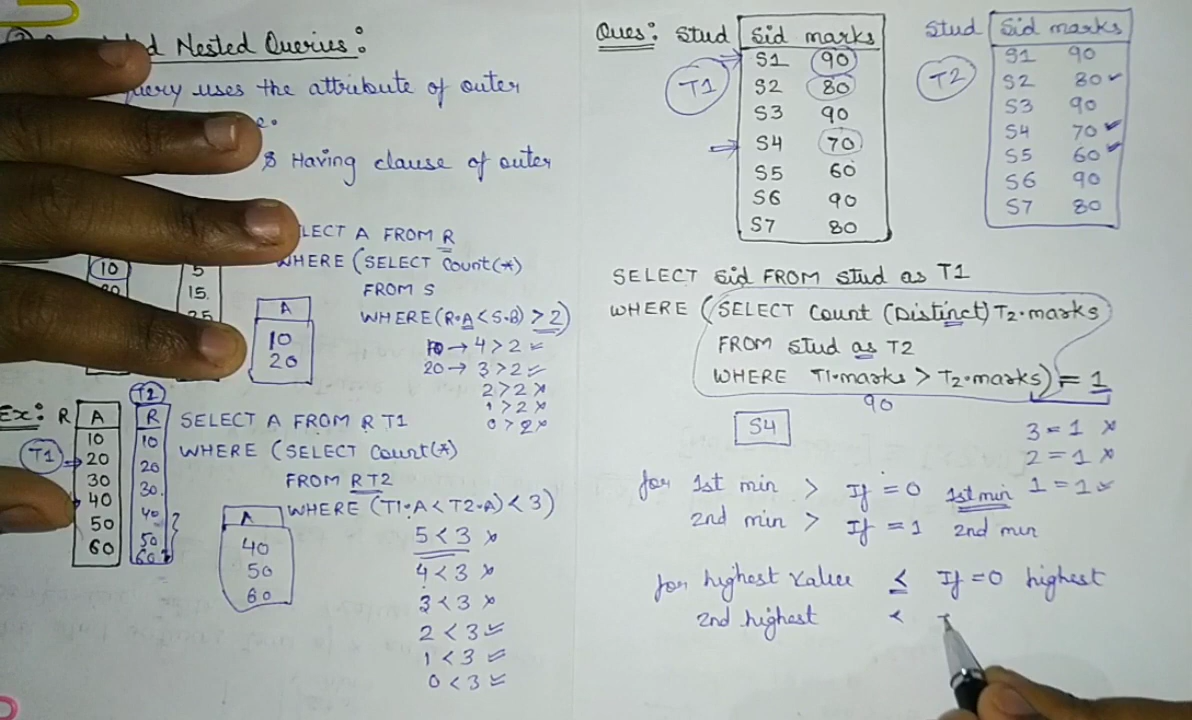 Nested Queries:
uses the attribute of outer
& Having clause of outer
LECT A FROM R
WHERE (SELECT Count(*)
FROM S
WHERE (R.A < S.B) > 2)
10
5
15.
25
A
10
20
10 → 4 > 2 ✓
20 → 3 > 2 ✓
2 > 2 ×
1 > 2 ×
0 > 2 ×
Ex: R
A
10
20
30
40
50
60
T1
T2
R
10
20
30.
40
50
60
SELECT A FROM R T1
WHERE (SELECT Count(*)
FROM R T2
WHERE (T1.A < T2.A) < 3)
A
40
50
60
5 < 3 ×
4 < 3 ×
3 < 3 ×
2 < 3 ✓
1 < 3 ✓
0 < 3 ✓
Ques: Stud
Sid marks
S1 90
S2 80
S3 90
S4 70
S5 60
S6 90
S7 80
T1
Stud
Sid marks
S1 90
S2 80 ✓
S3 90
S4 70 ✓
S5 60 ✓
S6 90
S7 80
T2
SELECT Sid FROM Stud as T1
WHERE (SELECT Count (Distinct) T2.marks
FROM Stud as T2
WHERE T1.marks > T2.marks) = 1
90
S4
3 = 1 ×
2 = 1 ×
1 = 1 ✓
for 1st min > If = 0 1st min
2nd min > If = 1 2nd min
for highest value < If = 0 highest
2nd highest <